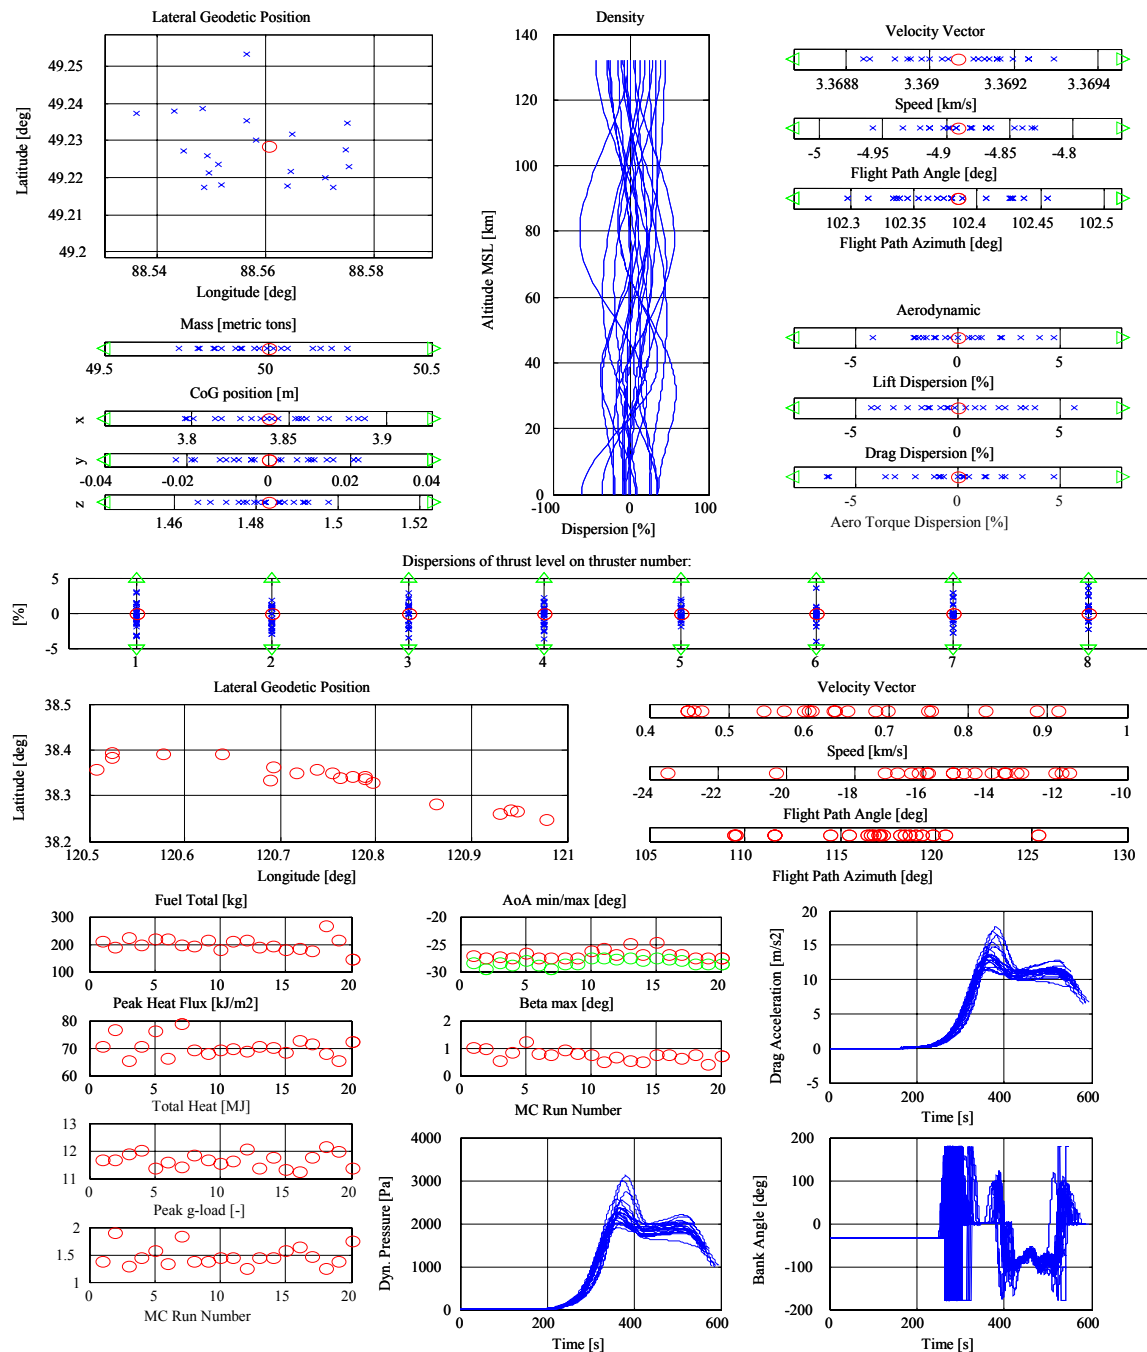 Lateral Geodetic Position
49.25
49.24
49.23
49.22
49.21
49.2
Latitude [deg]
88.54 88.56 88.58
Longitude [deg]
Density
140
120
100
80
60
40
20
0
Altitude MSL [km]
-100 0 100
Dispersion [%]
Velocity Vector
3.3688 3.369 3.3692 3.3694
Speed [km/s]
-5 -4.95 -4.9 -4.85 -4.8
Flight Path Angle [deg]
102.3 102.35 102.4 102.45 102.5
Flight Path Azimuth [deg]
Mass [metric tons]
49.5 50 50.5
CoG position [m]
x
3.8 3.85 3.9
y
-0.04 -0.02 0 0.02 0.04
z
1.46 1.48 1.5 1.52
Aerodynamic
-5 0 5
Lift Dispersion [%]
-5 0 5
Drag Dispersion [%]
-5 0 5
Aero Torque Dispersion [%]
Dispersions of thrust level on thruster number:
5
0
-5
[%]
1 2 3 4 5 6 7 8
Lateral Geodetic Position
38.5
38.4
38.3
38.2
Latitude [deg]
120.5 120.6 120.7 120.8 120.9 121
Longitude [deg]
Velocity Vector
0.4 0.5 0.6 0.7 0.8 0.9 1
Speed [km/s]
-24 -22 -20 -18 -16 -14 -12 -10
Flight Path Angle [deg]
105 110 115 120 125 130
Flight Path Azimuth [deg]
Fuel Total [kg]
300
200
100
0 5 10 15 20
Peak Heat Flux [kJ/m2]
80
70
60
0 5 10 15 20
Total Heat [MJ]
13
12
11
0 5 10 15 20
Peak g-load [-]
2
1.5
1
0 5 10 15 20
MC Run Number
AoA min/max [deg]
-20
-25
-30
0 5 10 15 20
Beta max [deg]
2
1
0
0 5 10 15 20
MC Run Number
4000
3000
2000
1000
0
Dyn. Pressure [Pa]
0 200 400 600
Time [s]
20
15
10
5
0
-5
Drag Acceleration [m/s2]
0 200 400 600
Time [s]
200
100
0
-100
-200
Bank Angle [deg]
0 200 400 600
Time [s]